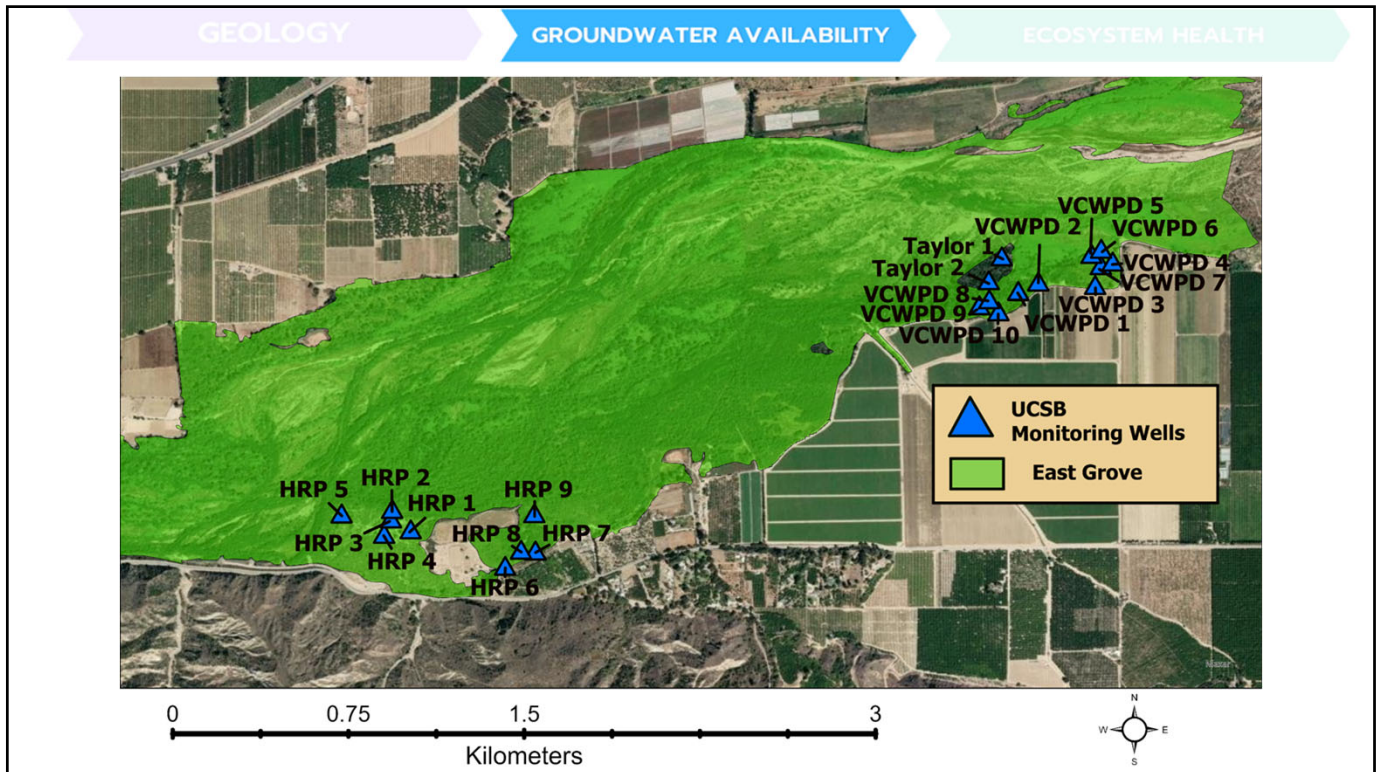 GEOLOGY
GROUNDWATER AVAILABILITY
ECOSYSTEM HEALTH
VCWPD 5
VCWPD 2
VCWPD 6
Taylor 1
VCWPD 4
Taylor 2
VCWPD 7
VCWPD 8
VCWPD 3
VCWPD 9
VCWPD 1
VCWPD 10
UCSB
Monitoring Wells
East Grove
HRP 2
HRP 5
HRP 9
HRP 1
HRP 8
HRP 7
HRP 3
HRP 4
HRP 6
0
0.75
1.5
3
Kilometers
N
W
E
S